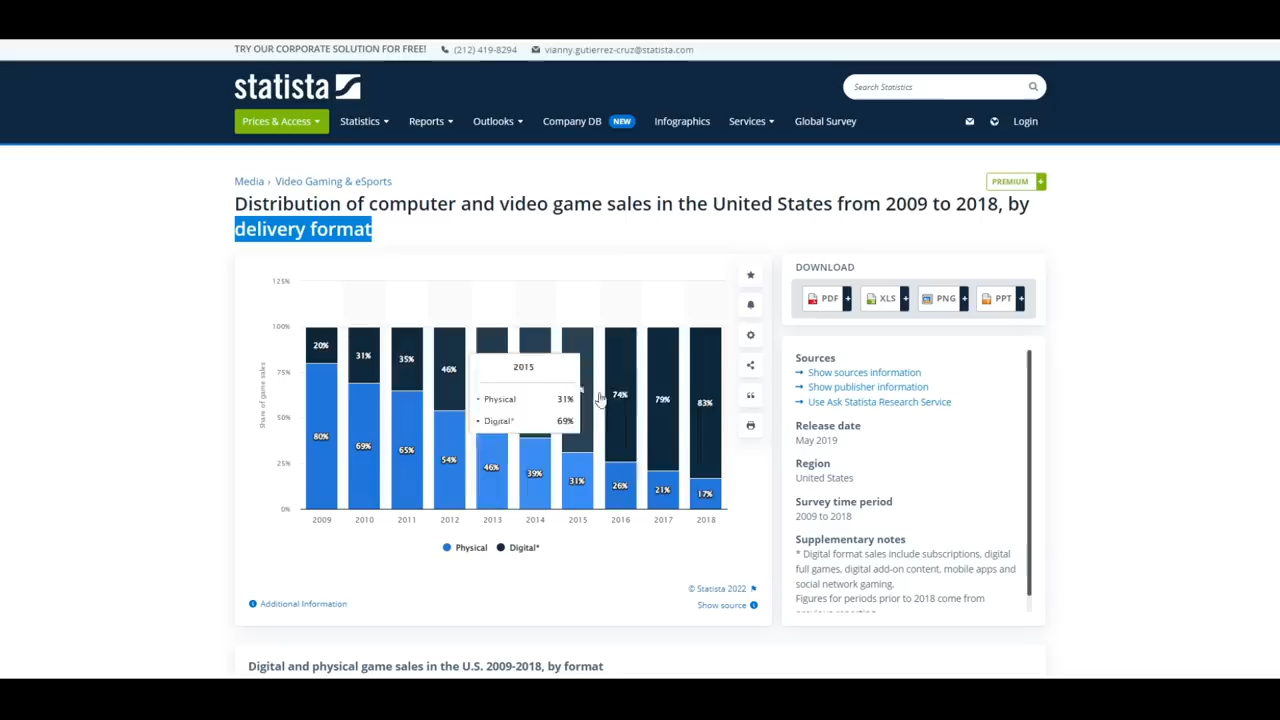 TRY OUR CORPORATE SOLUTION FOR FREE! (212) 419-8294 vianny.gutierrez-cruz@statista.com
statista
Search Statistics
Prices & Access Statistics Reports Outlooks Company DB NEW Infographics Services Global Survey Login
Media › Video Gaming & eSports
PREMIUM +
Distribution of computer and video game sales in the United States from 2009 to 2018, by
delivery format
125%
100%
75%
50%
25%
0%
Share of game sales
20% 31% 35% 46% 74% 79% 83%
80% 69% 65% 54% 46% 39% 31% 26% 21% 17%
2015
Physical 31%
Digital* 69%
2009 2010 2011 2012 2013 2014 2015 2016 2017 2018
Physical Digital*
© Statista 2022
Additional Information
Show source
DOWNLOAD
PDF + XLS + PNG + PPT +
Sources
→ Show sources information
→ Show publisher information
→ Use Ask Statista Research Service
Release date
May 2019
Region
United States
Survey time period
2009 to 2018
Supplementary notes
* Digital format sales include subscriptions, digital
full games, digital add-on content, mobile apps and
social network gaming.
Figures for periods prior to 2018 come from
Digital and physical game sales in the U.S. 2009-2018, by format